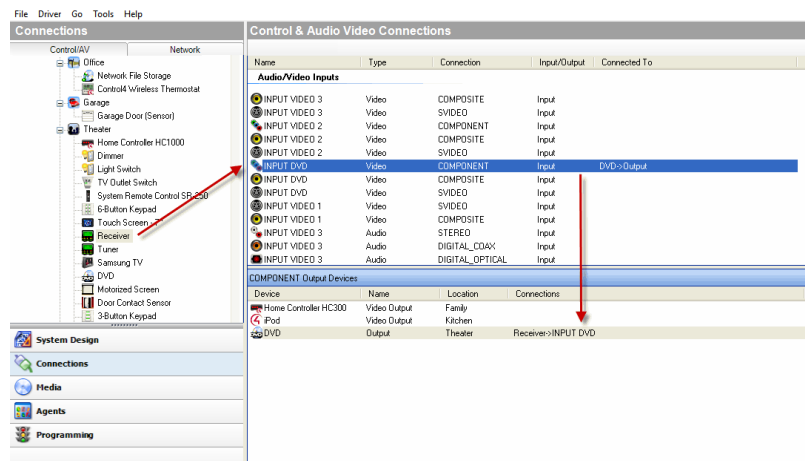 File Driver Go Tools Help
Connections
Control/AV Network
Office
Network File Storage
Control4 Wireless Thermostat
Garage
Garage Door (Sensor)
Theater
Home Controller HC1000
Dimmer
Light Switch
TV Outlet Switch
System Remote Control SR-250
6-Button Keypad
Touch Screen - 7"
Receiver
Tuner
Samsung TV
DVD
Motorized Screen
Door Contact Sensor
3-Button Keypad
System Design
Connections
Media
Agents
Programming
Control & Audio Video Connections
Name Type Connection Input/Output Connected To
Audio/Video Inputs
INPUT VIDEO 3 Video COMPOSITE Input
INPUT VIDEO 3 Video SVIDEO Input
INPUT VIDEO 2 Video COMPONENT Input
INPUT VIDEO 2 Video COMPOSITE Input
INPUT VIDEO 2 Video SVIDEO Input
INPUT DVD Video COMPONENT Input DVD->Output
INPUT DVD Video COMPOSITE Input
INPUT DVD Video SVIDEO Input
INPUT VIDEO 1 Video SVIDEO Input
INPUT VIDEO 1 Video COMPOSITE Input
INPUT VIDEO 3 Audio STEREO Input
INPUT VIDEO 3 Audio DIGITAL_COAX Input
INPUT VIDEO 3 Audio DIGITAL_OPTICAL Input
COMPONENT Output Devices
Device Name Location Connections
Home Controller HC300 Video Output Family
iPod Video Output Kitchen
DVD Output Theater Receiver->INPUT DVD